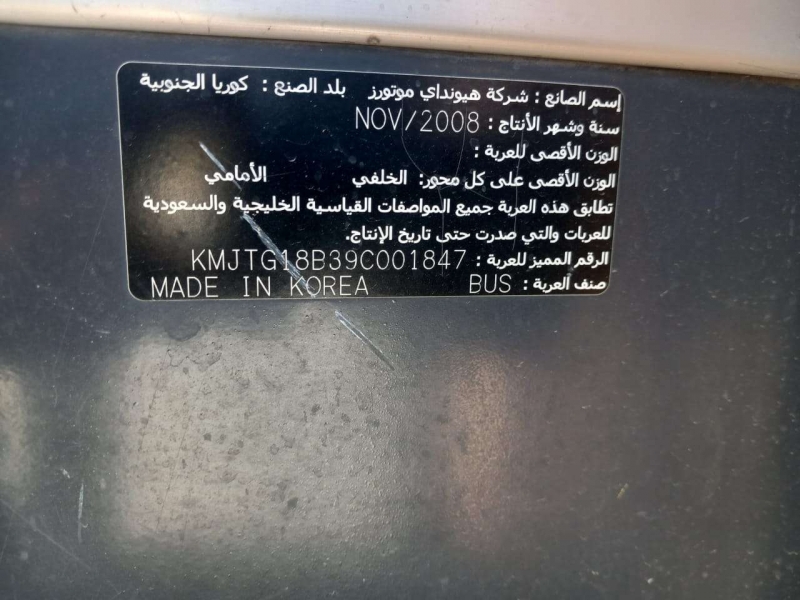 إسم الصانع : شركة هيونداي موتورز بلد الصنع : كوريا الجنوبية
سنة وشهر الأنتاج : NOV/2008
الوزن الأقصى للعربة :
الوزن الأقصى على كل محور: الخلفي الأمامي
تطابق هذه العربة جميع المواصفات القياسية الخليجية والسعودية
للعربات والتي صدرت حتى تاريخ الإنتاج.
الرقم المميز للعربة : KMJTG18B39C001847
صنف العربة : BUS MADE IN KOREA